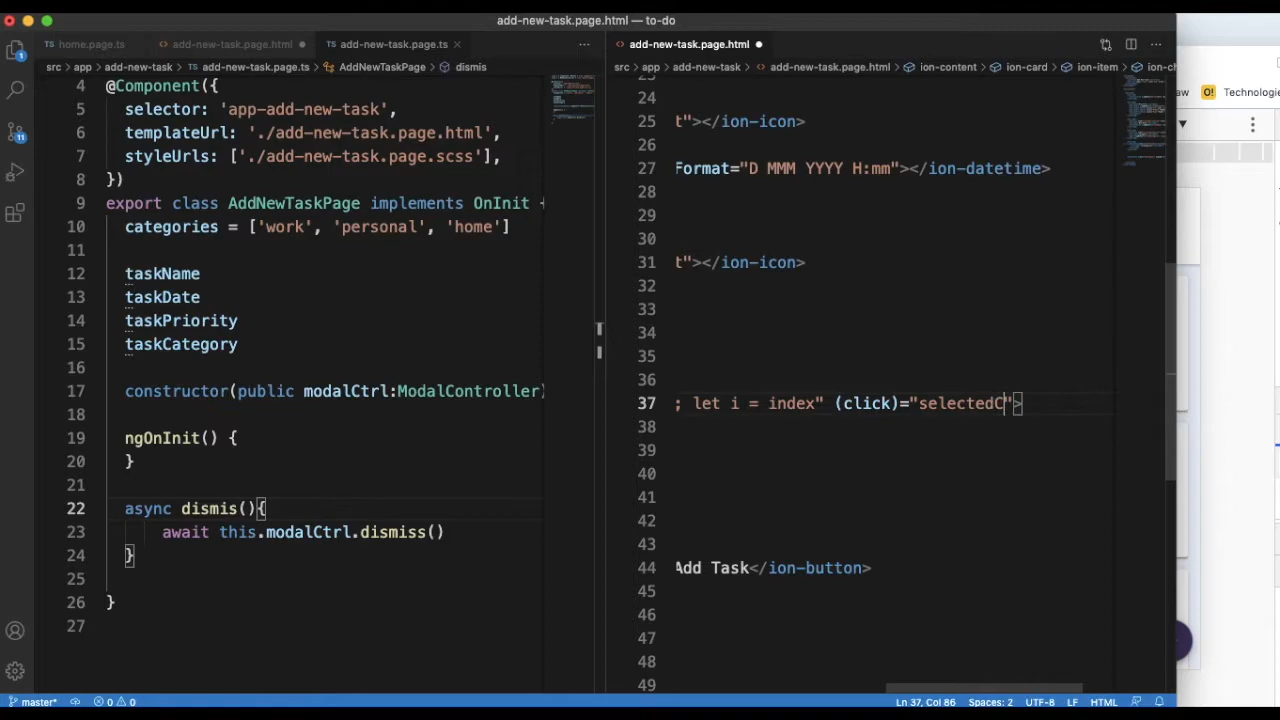 add-new-task.page.html — to-do
home.page.ts
add-new-task.page.html
add-new-task.page.ts
add-new-task.page.html
src > app > add-new-task > add-new-task.page.ts > AddNewTaskPage > dismis
src > app > add-new-task > add-new-task.page.html > ion-content > ion-card > ion-item > ion-ch
Technologie
4 @Component({
5 selector: 'app-add-new-task',
6 templateUrl: './add-new-task.page.html',
7 styleUrls: ['./add-new-task.page.scss'],
8 })
9 export class AddNewTaskPage implements OnInit {
10 categories = ['work', 'personal', 'home']
11
12 taskName
13 taskDate
14 taskPriority
15 taskCategory
16
17 constructor(public modalCtrl:ModalController)
18
19 ngOnInit() {
20 }
21
22 async dismis(){
23 await this.modalCtrl.dismiss()
24 }
25
26 }
27
24
25 t"></ion-icon>
26
27 Format="D MMM YYYY H:mm"></ion-datetime>
28
29
30
31 t"></ion-icon>
32
33
34
35
36
37 ; let i = index" (click)="selectedC">
38
39
40
41
42
43
44 Add Task</ion-button>
45
46
47
48
49
1
11
master* 0 0
Ln 37, Col 86 Spaces: 2 UTF-8 LF HTML